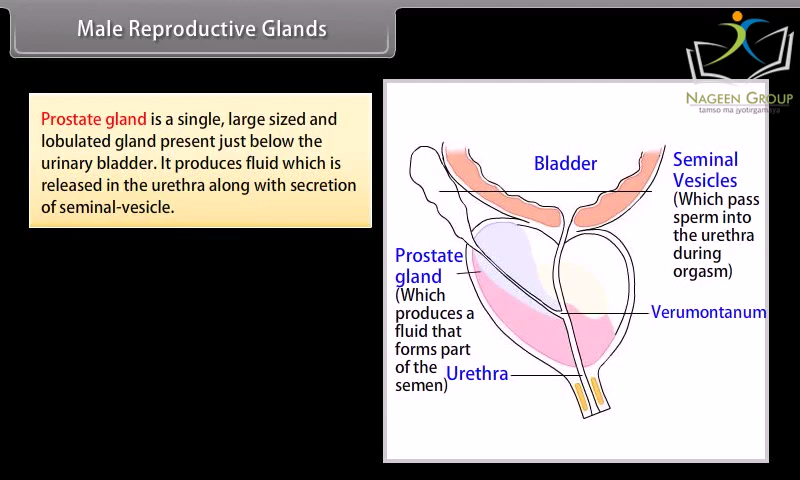 Male Reproductive Glands
NAGEEN GROUP
tamso ma jyotirgamaya
Prostate gland is a single, large sized and
lobulated gland present just below the
urinary bladder. It produces fluid which is
released in the urethra along with secretion
of seminal-vesicle.
Bladder
Seminal
Vesicles
(Which pass
sperm into
the urethra
during
orgasm)
Prostate
gland
(Which
produces a
fluid that
forms part
of the
semen)
Verumontanum
Urethra